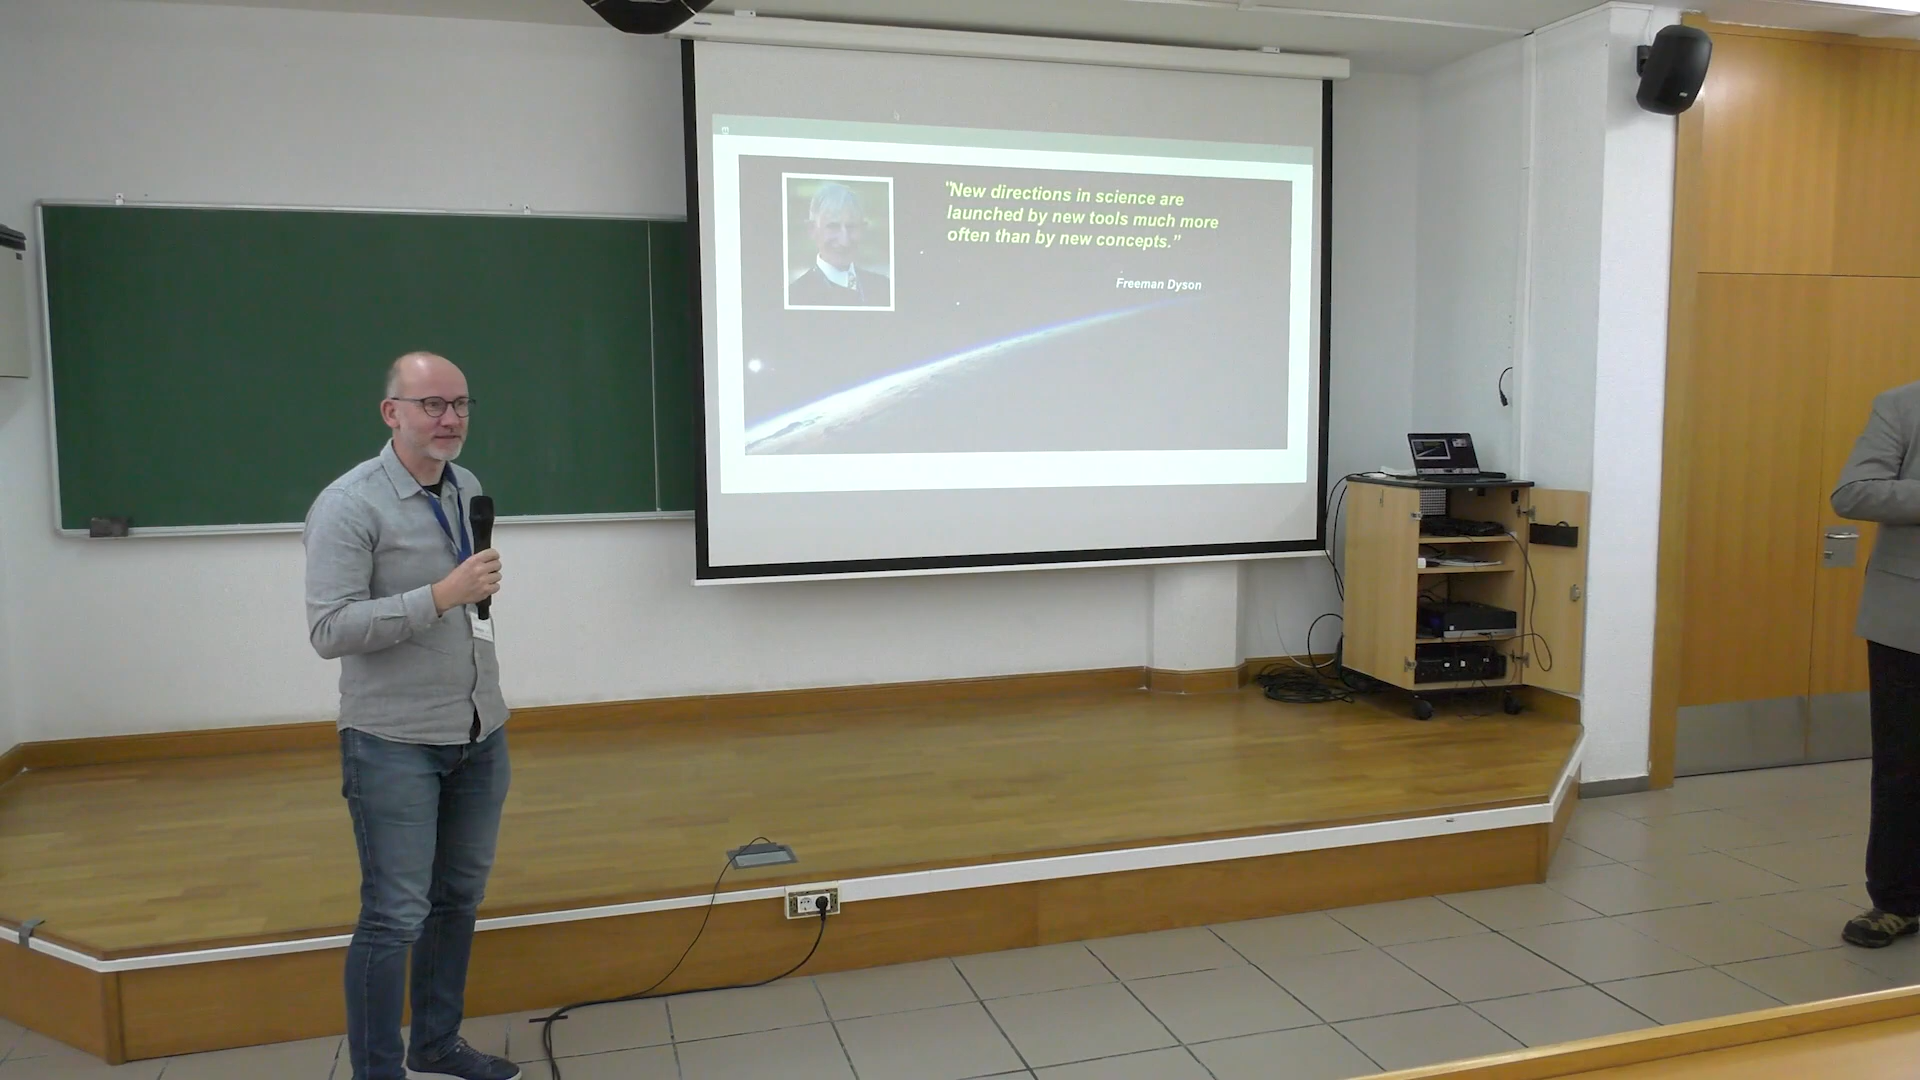 "New directions in science are
launched by new tools much more
often than by new concepts.”
Freeman Dyson